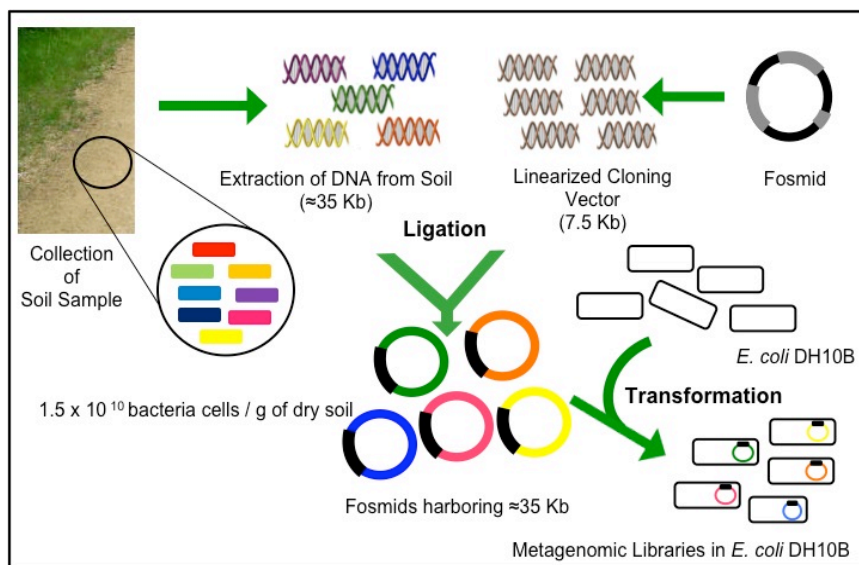 Collection
of
Soil Sample
Extraction of DNA from Soil
(≈35 Kb)
Linearized Cloning
Vector
(7.5 Kb)
Fosmid
Ligation
E. coli DH10B
1.5 x 10 10 bacteria cells / g of dry soil
Transformation
Fosmids harboring ≈35 Kb
Metagenomic Libraries in E. coli DH10B